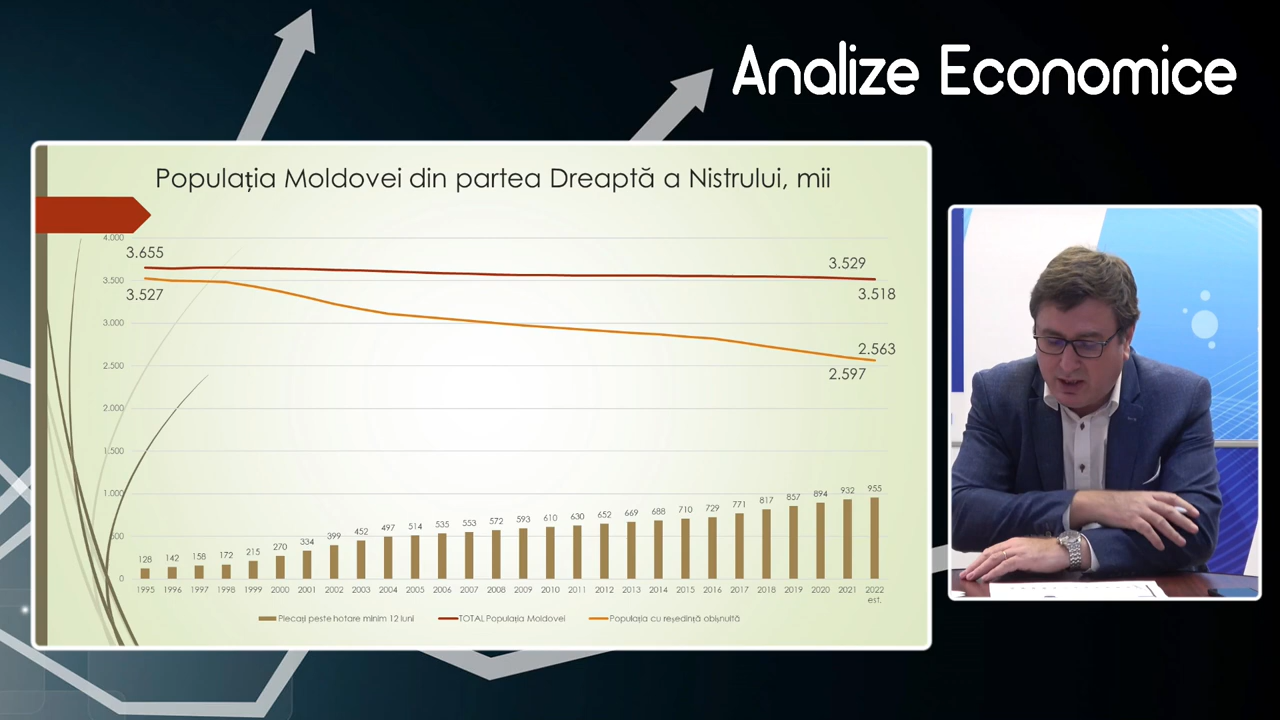 Analize Economice
Populația Moldovei din partea Dreaptă a Nistrului, mii
4.000
3.500
3.000
2.500
2.000
1.500
1.000
500
0
3.655
3.527
3.529
3.518
2.563
2.597
128 142 158 172 215 270 334 399 452 497 514 535 553 572 593 610 630 652 669 688 710 729 771 817 857 894 932 955
1995 1996 1997 1998 1999 2000 2001 2002 2003 2004 2005 2006 2007 2008 2009 2010 2011 2012 2013 2014 2015 2016 2017 2018 2019 2020 2021 2022
est.
Plecați peste hotare minim 12 luni TOTAL Populația Moldovei Populația cu reședință obișnuită